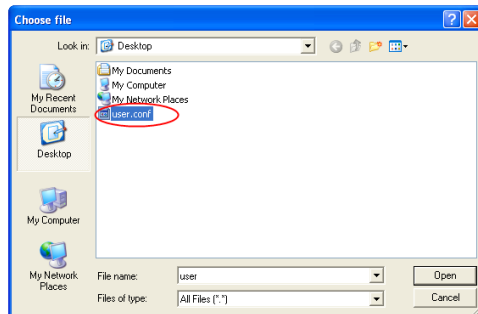 Choose file
Look in: Desktop
My Recent
Documents
Desktop
My Computer
My Network
Places
My Documents
My Computer
My Network Places
user.conf
File name: user Open
Files of type: All Files (*.*) Cancel